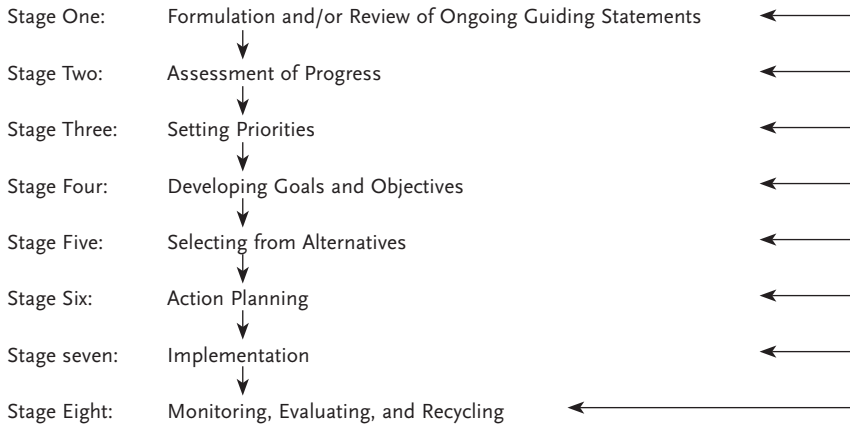 Stage One: Formulation and/or Review of Ongoing Guiding Statements
Stage Two: Assessment of Progress
Stage Three: Setting Priorities
Stage Four: Developing Goals and Objectives
Stage Five: Selecting from Alternatives
Stage Six: Action Planning
Stage seven: Implementation
Stage Eight: Monitoring, Evaluating, and Recycling